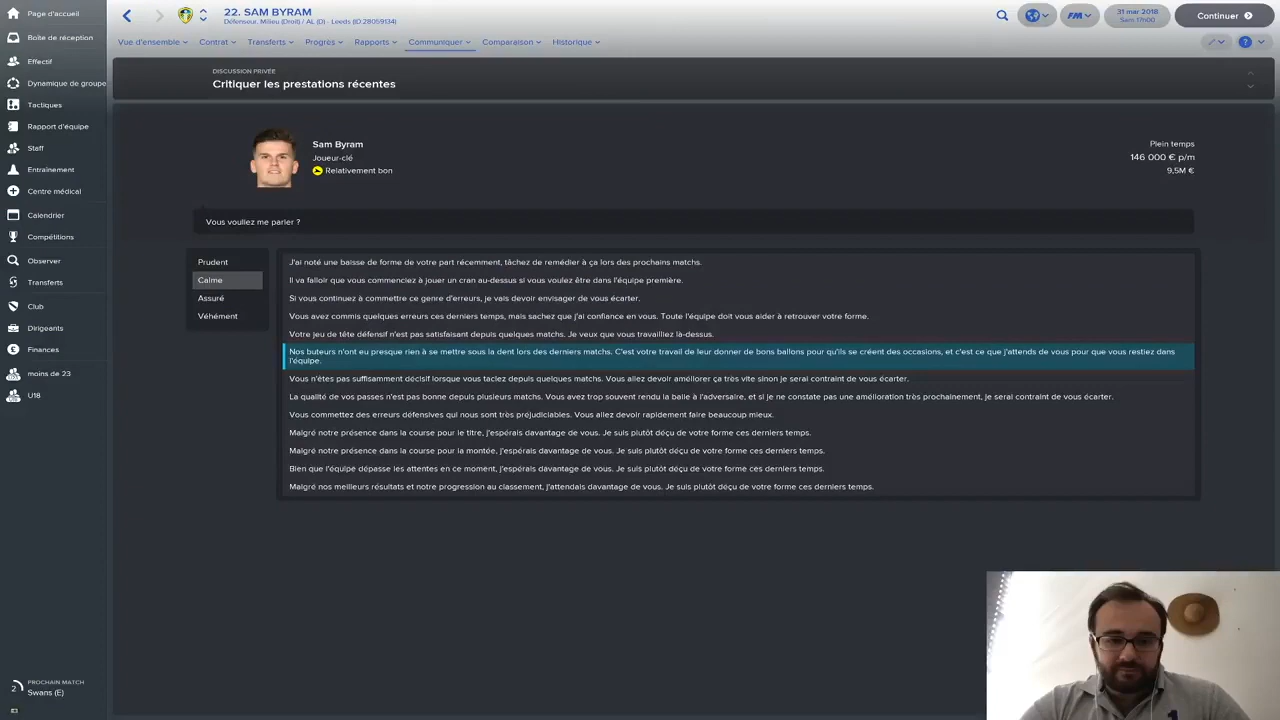 Page d'accueil
Boîte de réception
Effectif
Dynamique de groupe
Tactiques
Rapport d'équipe
Staff
Entraînement
Centre médical
Calendrier
Compétitions
Observer
Transferts
Club
Dirigeants
Finances
moins de 23
U18
2
PROCHAIN MATCH
Swans (E)
22. SAM BYRAM
Défenseur, Milieu (Droit) / AL (D) - Leeds (ID:28059134)
FM
31 mar 2018
Sam 17h00
Continuer
Vue d'ensemble
Contrat
Transferts
Progrès
Rapports
Communiquer
Comparaison
Historique
?
DISCUSSION PRIVÉE
Critiquer les prestations récentes
Sam Byram
Joueur-clé
Relativement bon
Plein temps
146 000 € p/m
9,5M €
Vous voullez me parler ?
Prudent
Calme
Assuré
Véhément
J'ai noté une baisse de forme de votre part récemment, tâchez de remédier à ça lors des prochains matchs.
Il va falloir que vous commenciez à jouer un cran au-dessus si vous voulez être dans l'équipe première.
Si vous continuez à commettre ce genre d'erreurs, je vais devoir envisager de vous écarter.
Vous avez commis quelques erreurs ces derniers temps, mais sachez que j'ai confiance en vous. Toute l'équipe doit vous aider à retrouver votre forme.
Votre jeu de tête défensif n'est pas satisfaisant depuis quelques matchs. Je veux que vous travailliez là-dessus.
Nos buteurs n'ont eu presque rien à se mettre sous la dent lors des derniers matchs. C'est votre travail de leur donner de bons ballons pour qu'ils se créent des occasions, et c'est ce que j'attends de vous pour que vous restiez dans
l'équipe.
Vous n'êtes pas suffisamment décisif lorsque vous taclez depuis quelques matchs. Vous allez devoir améliorer ça très vite sinon je serai contraint de vous écarter.
La qualité de vos passes n'est pas bonne depuis plusieurs matchs. Vous avez trop souvent rendu la balle à l'adversaire, et si je ne constate pas une amélioration très prochainement, je serai contraint de vous écarter.
Vous commettez des erreurs défensives qui nous sont très préjudiciables. Vous allez devoir rapidement faire beaucoup mieux.
Malgré notre présence dans la course pour le titre, j'espérais davantage de vous. Je suis plutôt déçu de votre forme ces derniers temps.
Malgré notre présence dans la course pour la montée, j'espérais davantage de vous. Je suis plutôt déçu de votre forme ces derniers temps.
Bien que l'équipe dépasse les attentes en ce moment, j'espérais davantage de vous. Je suis plutôt déçu de votre forme ces derniers temps.
Malgré nos meilleurs résultats et notre progression au classement, j'attendais davantage de vous. Je suis plutôt déçu de votre forme ces derniers temps.